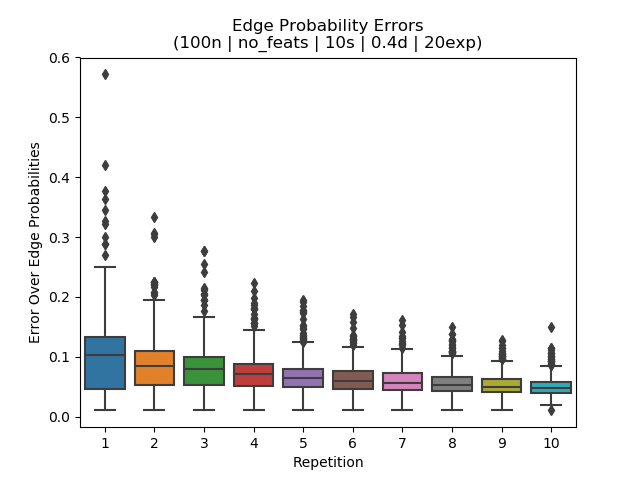 Edge Probability Errors
(100n | no_feats | 10s | 0.4d | 20exp)
0.6
0.5
0.4
0.3
0.2
0.1
0.0
Error Over Edge Probabilities
1 2 3 4 5 6 7 8 9 10
Repetition